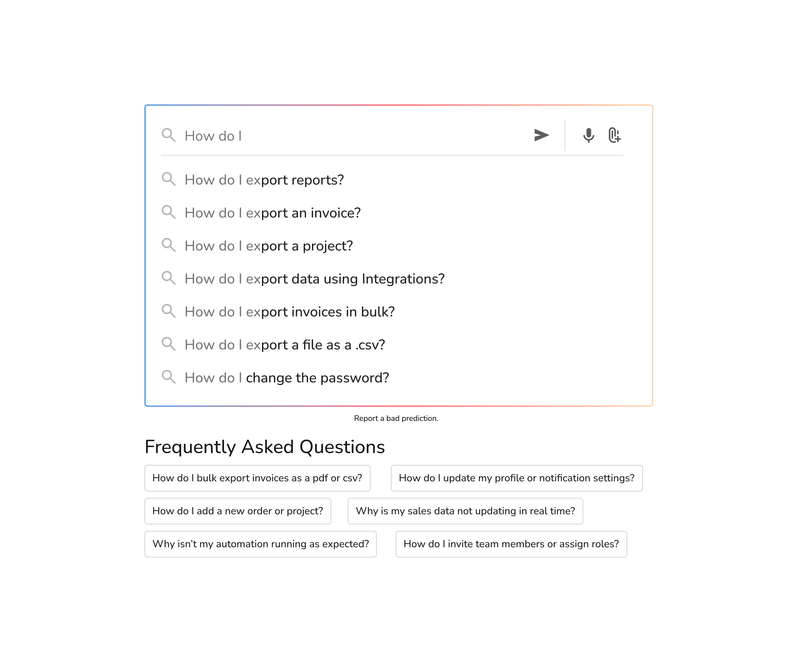 How do I
How do I export reports?
How do I export an invoice?
How do I export a project?
How do I export data using Integrations?
How do I export invoices in bulk?
How do I export a file as a .csv?
How do I change the password?
Report a bad prediction.
Frequently Asked Questions
How do I bulk export invoices as a pdf or csv?
How do I update my profile or notification settings?
How do I add a new order or project?
Why is my sales data not updating in real time?
Why isn't my automation running as expected?
How do I invite team members or assign roles?